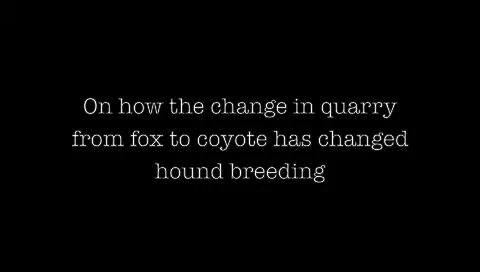 On how the change in quarry
from fox to coyote has changed
hound breeding